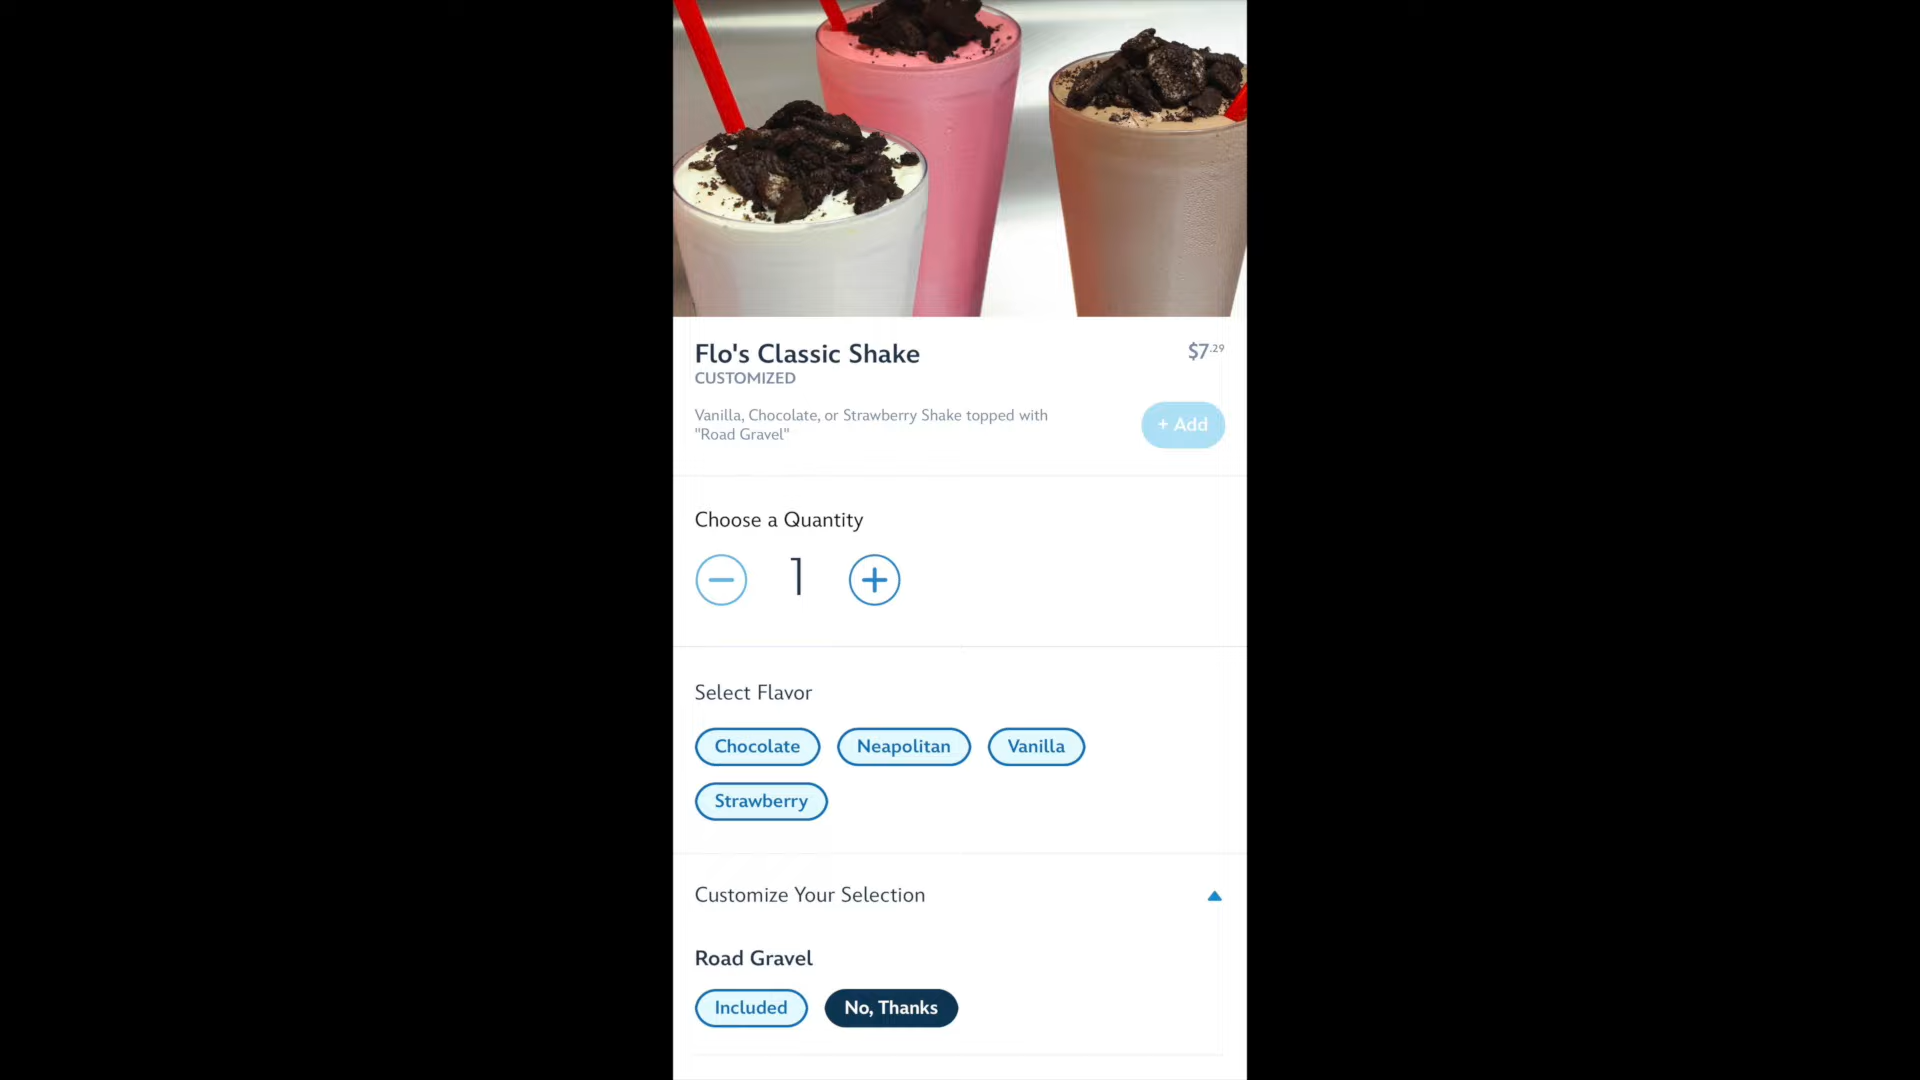 Flo's Classic Shake
$7.29
CUSTOMIZED
Vanilla, Chocolate, or Strawberry Shake topped with
"Road Gravel"
+ Add
Choose a Quantity
1
Select Flavor
Chocolate Neapolitan Vanilla
Strawberry
Customize Your Selection
Road Gravel
Included No, Thanks